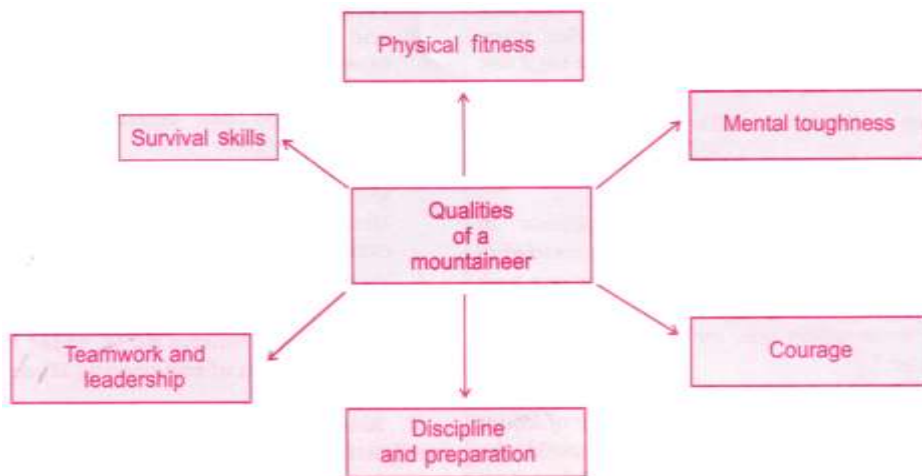 Physical fitness
Mental toughness
Survival skills
Qualities
of a
mountaineer
Teamwork and
leadership
Courage
Discipline
and preparation